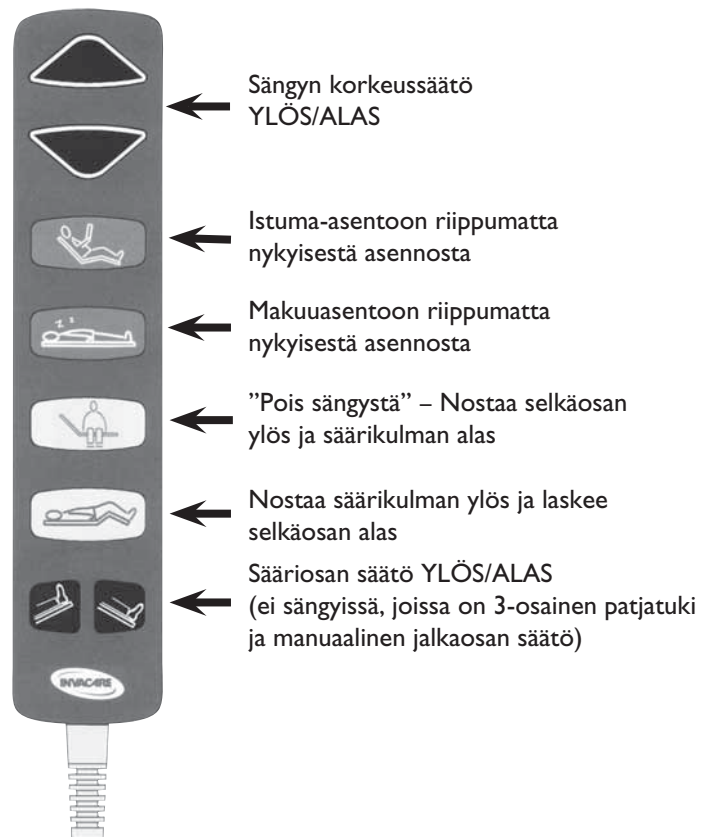 Sängyn korkeussäätö
YLÖS/ALAS
Istuma-asentoon riippumatta
nykyisestä asennosta
z z
Makuuasentoon riippumatta
nykyisestä asennosta
”Pois sängystä” – Nostaa selkäosan
ylös ja säärikulman alas
Nostaa säärikulman ylös ja laskee
selkäosan alas
Sääriosan säätö YLÖS/ALAS
(ei sängyissä, joissa on 3-osainen patjatuki
ja manuaalinen jalkaosan säätö)
INVACARE